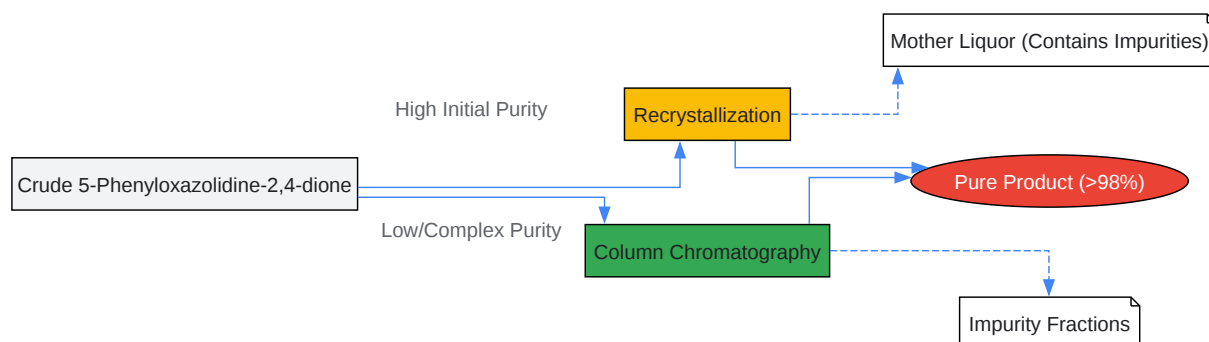 Mother Liquor (Contains Impurities)
High Initial Purity
Recrystallization
Crude 5-Phenyloxazolidine-2,4-dione
Pure Product (>98%)
Low/Complex Purity
Column Chromatography
Impurity Fractions